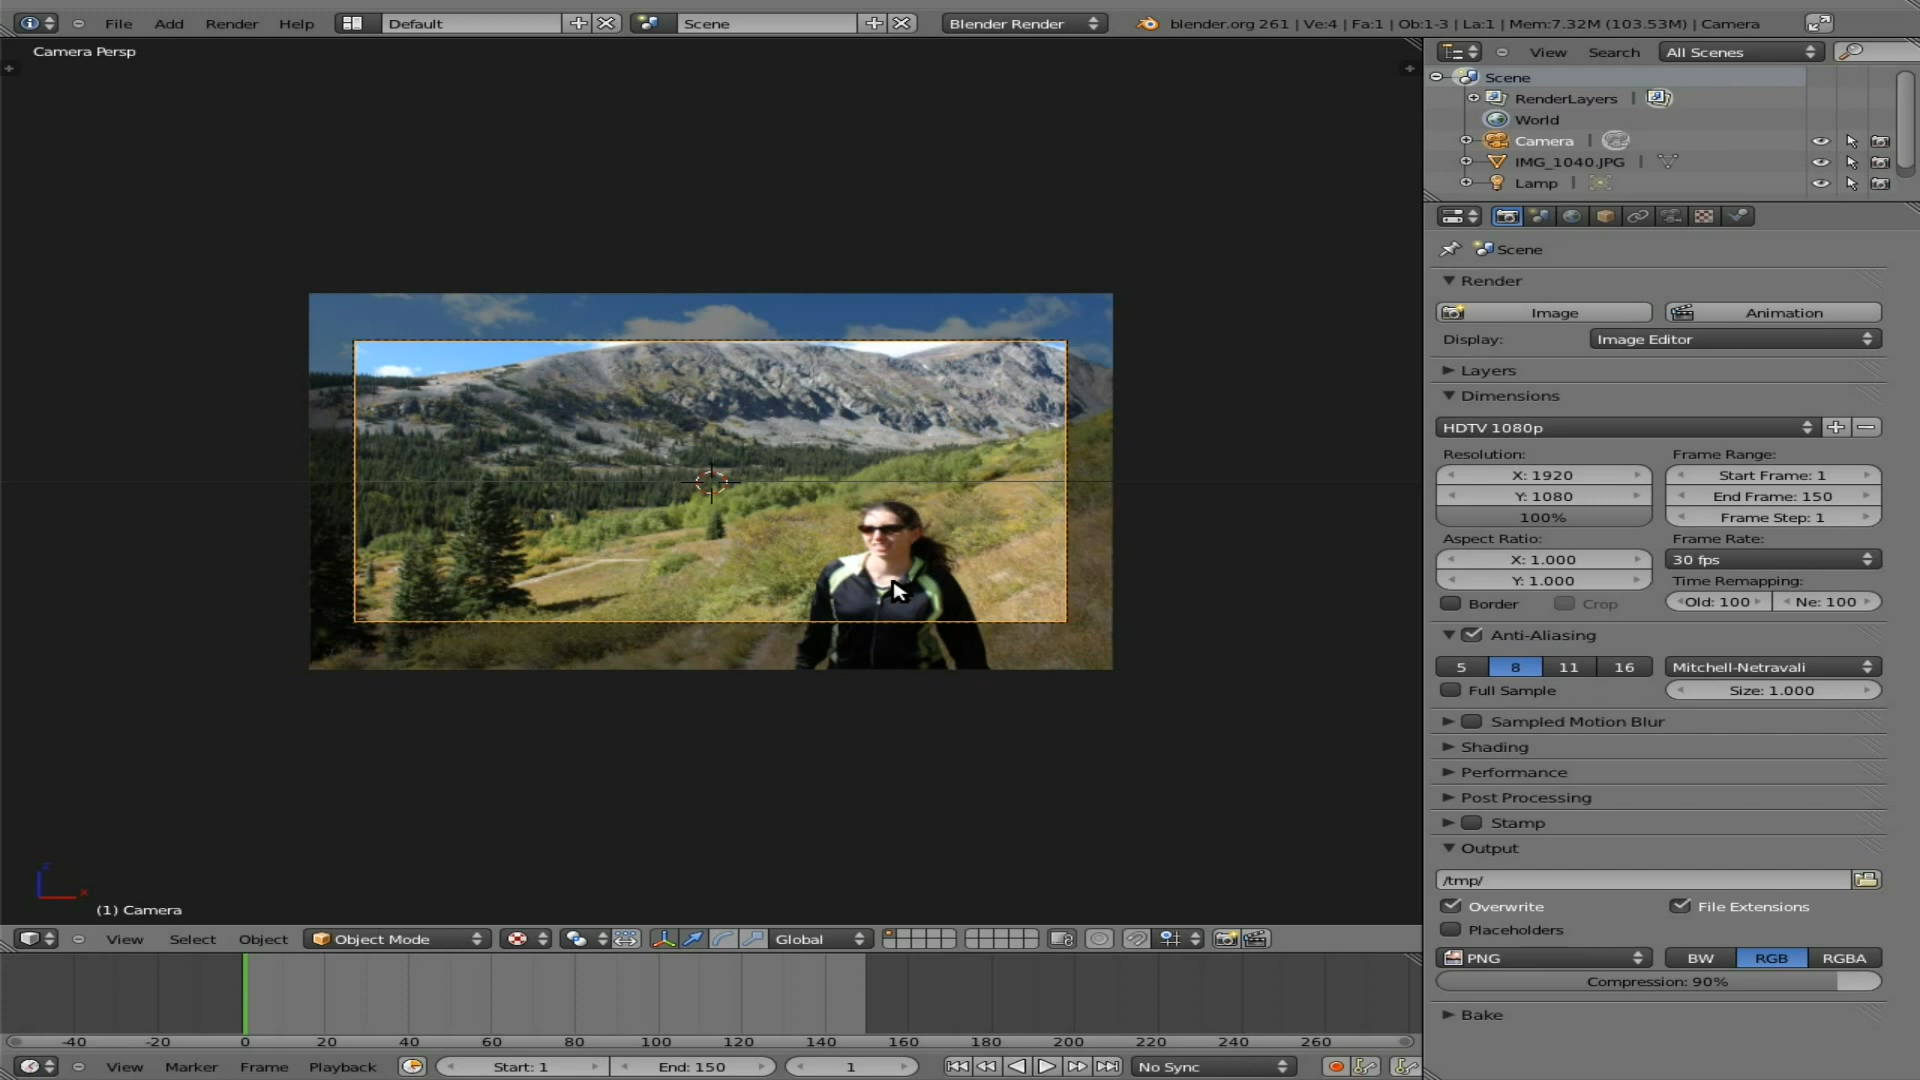 File Add Render Help Default Scene Blender Render blender.org 261 | Ve:4 | Fa:1 | Ob:1-3 | La:1 | Mem:7.32M (103.53M) | Camera
Camera Persp
View Search All Scenes
Scene
RenderLayers
World
Camera
IMG_1040.JPG
Lamp
Scene
Render
Image Animation
Display: Image Editor
Layers
Dimensions
HDTV 1080p
Resolution: Frame Range:
X: 1920 Start Frame: 1
Y: 1080 End Frame: 150
100% Frame Step: 1
Aspect Ratio: Frame Rate:
X: 1.000 30 fps
Y: 1.000 Time Remapping:
Border Crop Old: 100 Ne: 100
Anti-Aliasing
5 8 11 16 Mitchell-Netravali
Full Sample Size: 1.000
Sampled Motion Blur
Shading
Performance
Post Processing
Stamp
Output
/tmp/
Overwrite File Extensions
Placeholders
PNG BW RGB RGBA
Compression: 90%
Bake
z
x
(1) Camera
View Select Object Object Mode Global
-40 -20 0 20 40 60 80 100 120 140 160 180 200 220 240 260
View Marker Frame Playback Start: 1 End: 150 1 No Sync